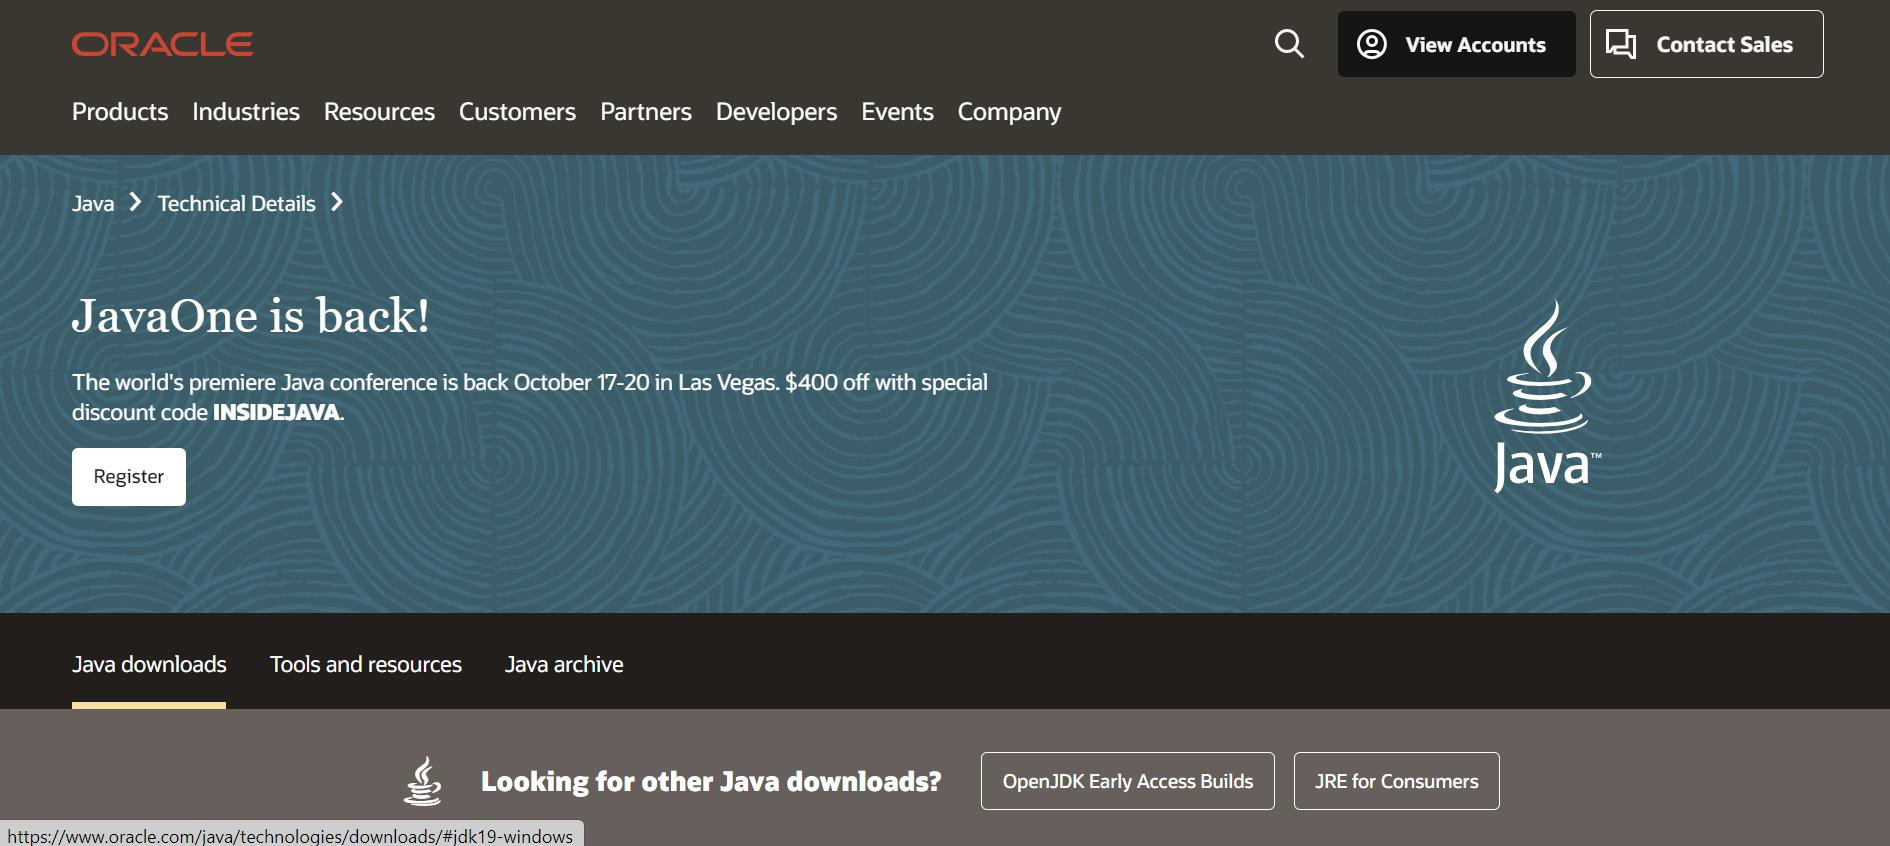 ORACLE
View Accounts
Contact Sales
Products Industries Resources Customers Partners Developers Events Company
Java Technical Details
JavaOne is back!
The world's premiere Java conference is back October 17-20 in Las Vegas. $400 off with special
discount code INSIDEJAVA.
Register
Java™
Java downloads Tools and resources Java archive
Looking for other Java downloads? OpenJDK Early Access Builds JRE for Consumers
https://www.oracle.com/java/technologies/downloads/#jdk19-windows